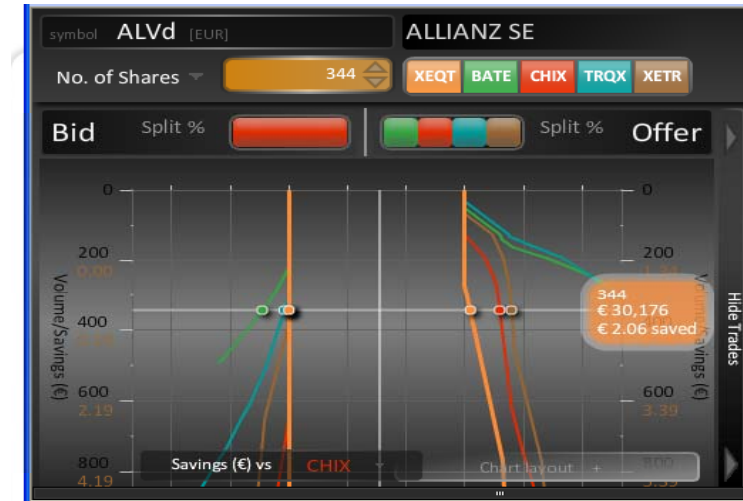 symbol ALVd [EUR] ALLIANZ SE
No. of Shares 344 XEQT BATE CHIX TRQX XETR
Bid Split % Split % Offer
0 0
200 200
0.00
344
€ 30,176
€ 2.06 saved
400
600 600
2.19 3.39
800 800
4.19
Volume/Savings (€)
Volume/Savings (€)
Hide Trades
Savings (€) vs CHIX Chart layout +